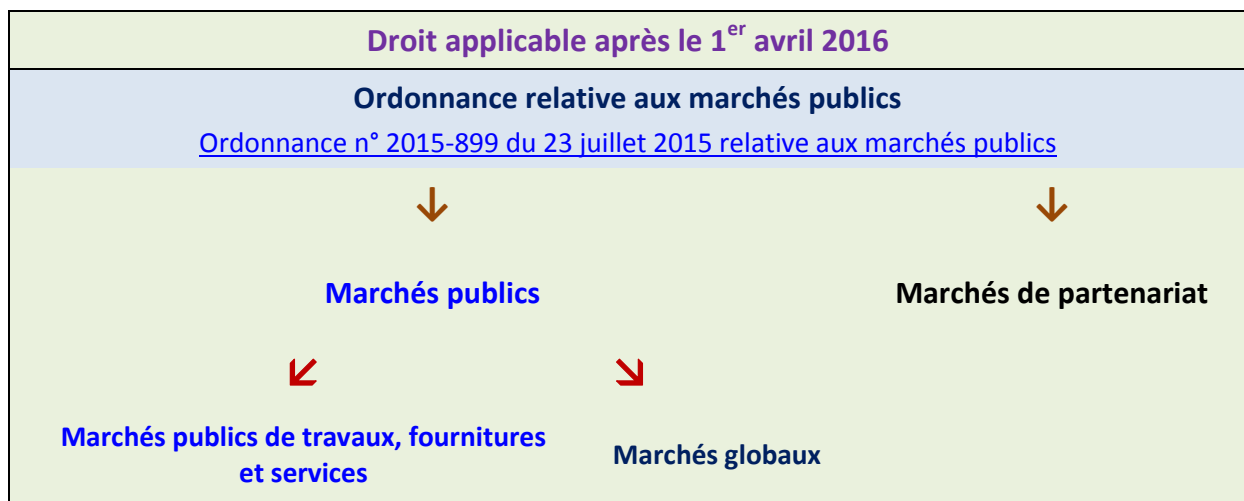 Droit applicable après le 1er avril 2016
Ordonnance relative aux marchés publics
Ordonnance n° 2015-899 du 23 juillet 2015 relative aux marchés publics
Marchés publics
Marchés de partenariat
Marchés publics de travaux, fournitures
et services
Marchés globaux